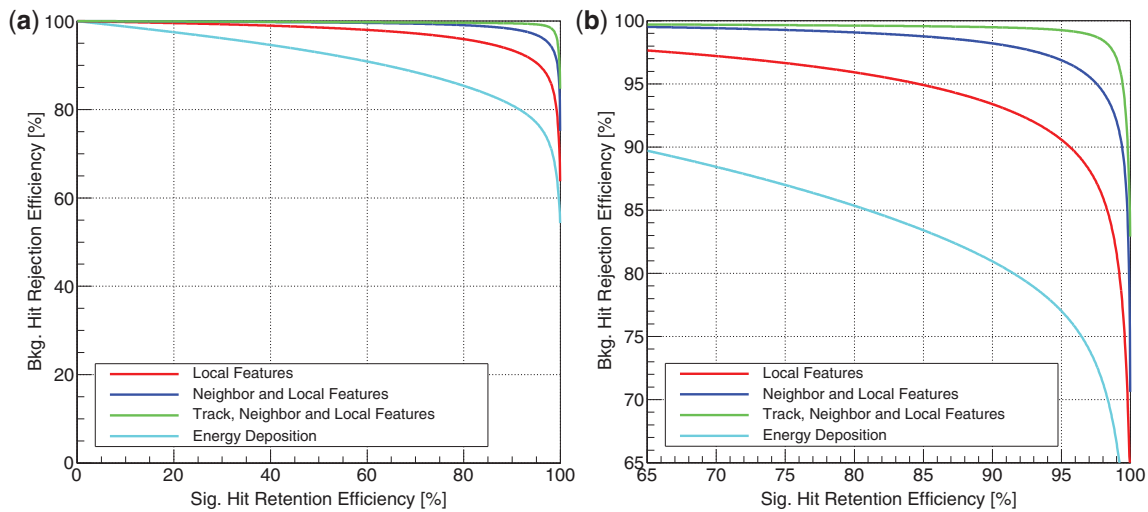 (a)
100
80
60
40
20
0
Bkg. Hit Rejection Efficiency [%]
Local Features
Neighbor and Local Features
Track, Neighbor and Local Features
Energy Deposition
0 20 40 60 80 100
Sig. Hit Retention Efficiency [%]
(b)
100
95
90
85
80
75
70
65
Bkg. Hit Rejection Efficiency [%]
Local Features
Neighbor and Local Features
Track, Neighbor and Local Features
Energy Deposition
65 70 75 80 85 90 95 100
Sig. Hit Retention Efficiency [%]